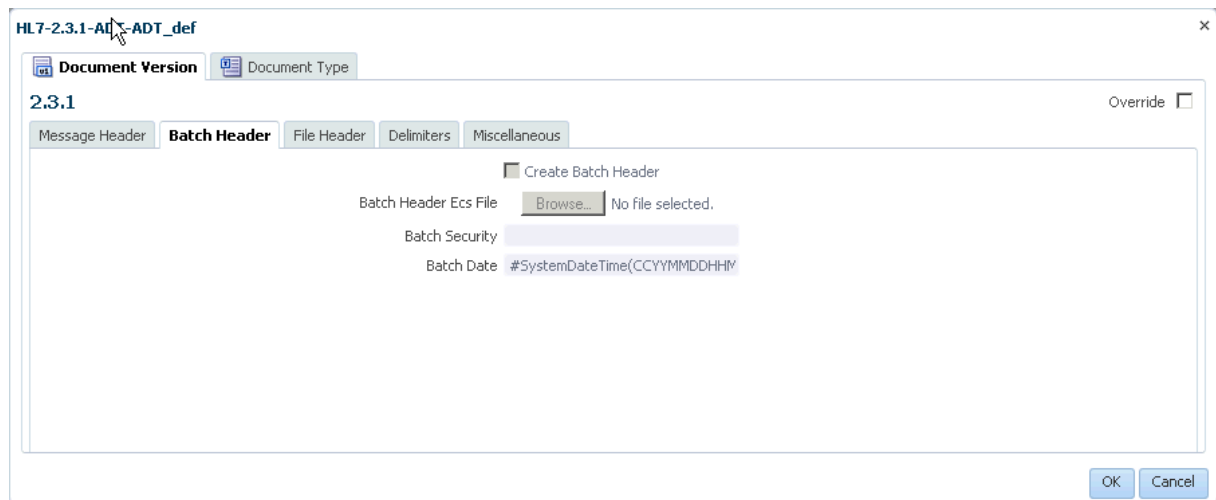 HL7-2.3.1-ADT-ADT_def
Document Version Document Type
2.3.1 Override
Message Header Batch Header File Header Delimiters Miscellaneous
Create Batch Header
Batch Header Ecs File Browse... No file selected.
Batch Security
Batch Date #SystemDateTime(CCYYMMDDHHM
OK Cancel